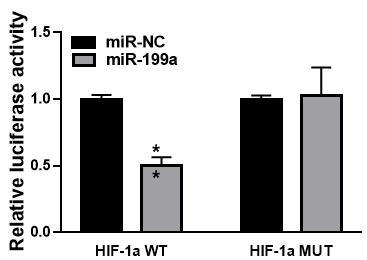 Relative luciferase activity
1.5
1.0
0.5
0.0
miR-NC
miR-199a
*
*
HIF-1a WT
HIF-1a MUT